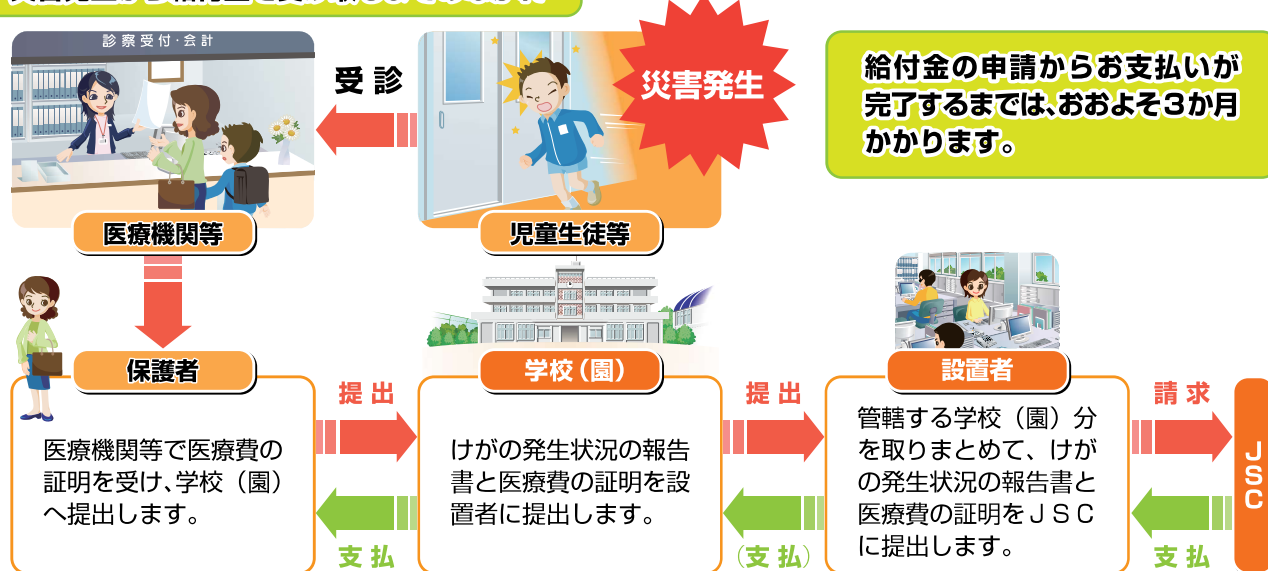 診察受付・会計
受診
災害発生
給付金の申請からお支払いが
完了するまでは、おおよそ3か月
かかります。
医療機関等
児童生徒等
保護者
学校（園）
設置者
医療機関等で医療費の
証明を受け、学校（園）
へ提出します。
提出
支払
けがの発生状況の報告
書と医療費の証明を設
置者に提出します。
提出
（支払）
管轄する学校（園）分
を取りまとめて、けが
の発生状況の報告書と
医療費の証明をＪＳＣ
に提出します。
請求
支払
JSC